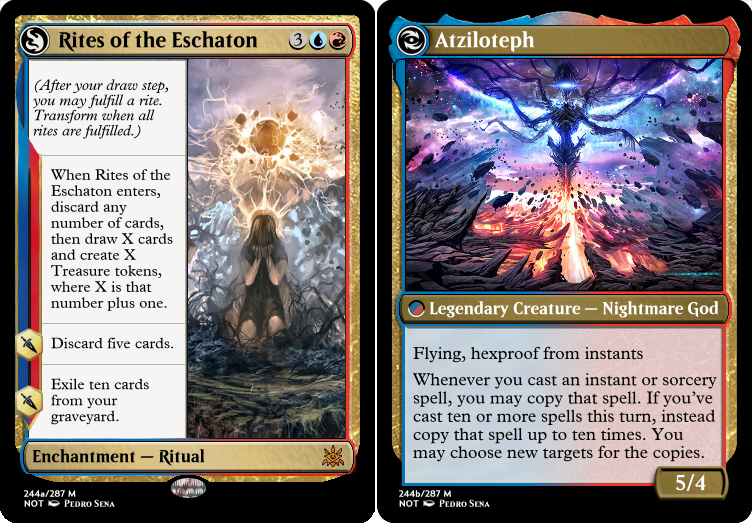 Rites of the Eschaton
3
(After your draw step,
you may fulfill a rite.
Transform when all
rites are fulfilled.)
When Rites of the
Eschaton enters,
discard any
number of cards,
then draw X cards
and create X
Treasure tokens,
where X is that
number plus one.
Discard five cards.
Exile ten cards
from your
graveyard.
Enchantment — Ritual
244a/287 M
NOT Pedro Sena
Atziloteph
Legendary Creature — Nightmare God
Flying, hexproof from instants
Whenever you cast an instant or sorcery
spell, you may copy that spell. If you've
cast ten or more spells this turn, instead
copy that spell up to ten times. You
may choose new targets for the copies.
5/4
244b/287 M
NOT Pedro Sena